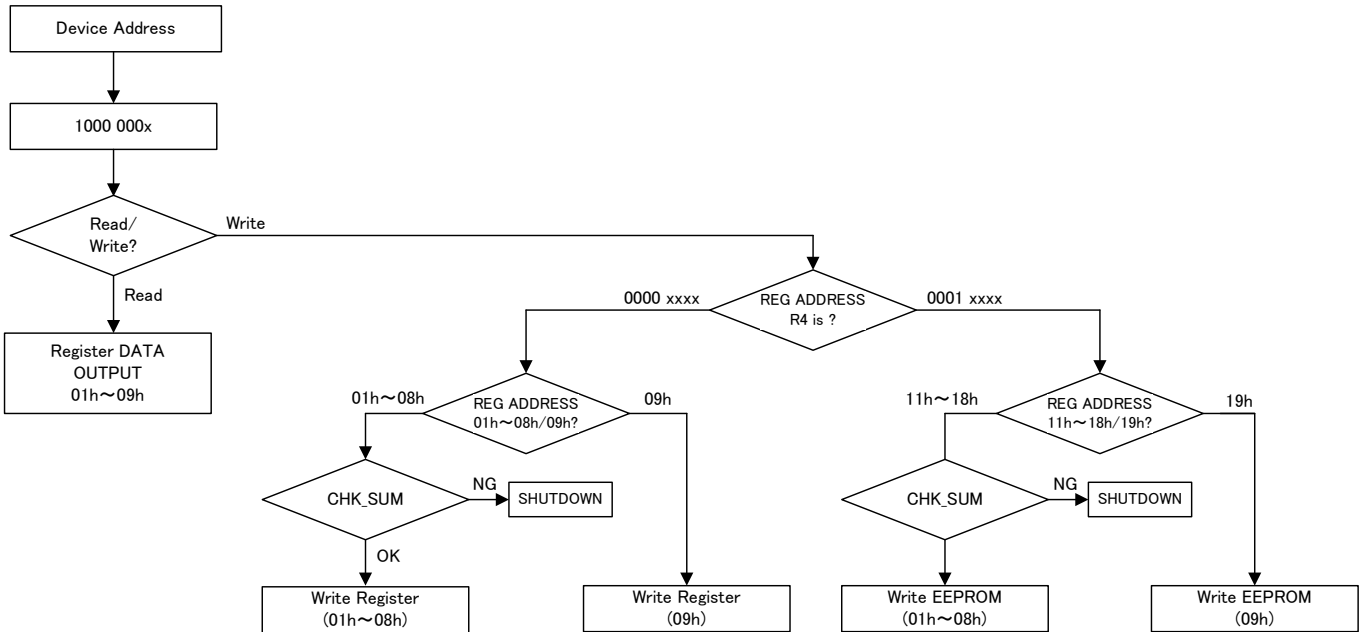 Device Address
1000 000x
Read/
Write?
Write
Read
Register DATA
OUTPUT
01h～09h
0000 xxxx
REG ADDRESS
R4 is ?
0001 xxxx
01h～08h
REG ADDRESS
01h～08h/09h?
09h
11h～18h
REG ADDRESS
11h～18h/19h?
19h
CHK_SUM
NG
SHUTDOWN
CHK_SUM
NG
SHUTDOWN
OK
Write Register
(01h～08h)
Write Register
(09h)
Write EEPROM
(01h～08h)
Write EEPROM
(09h)